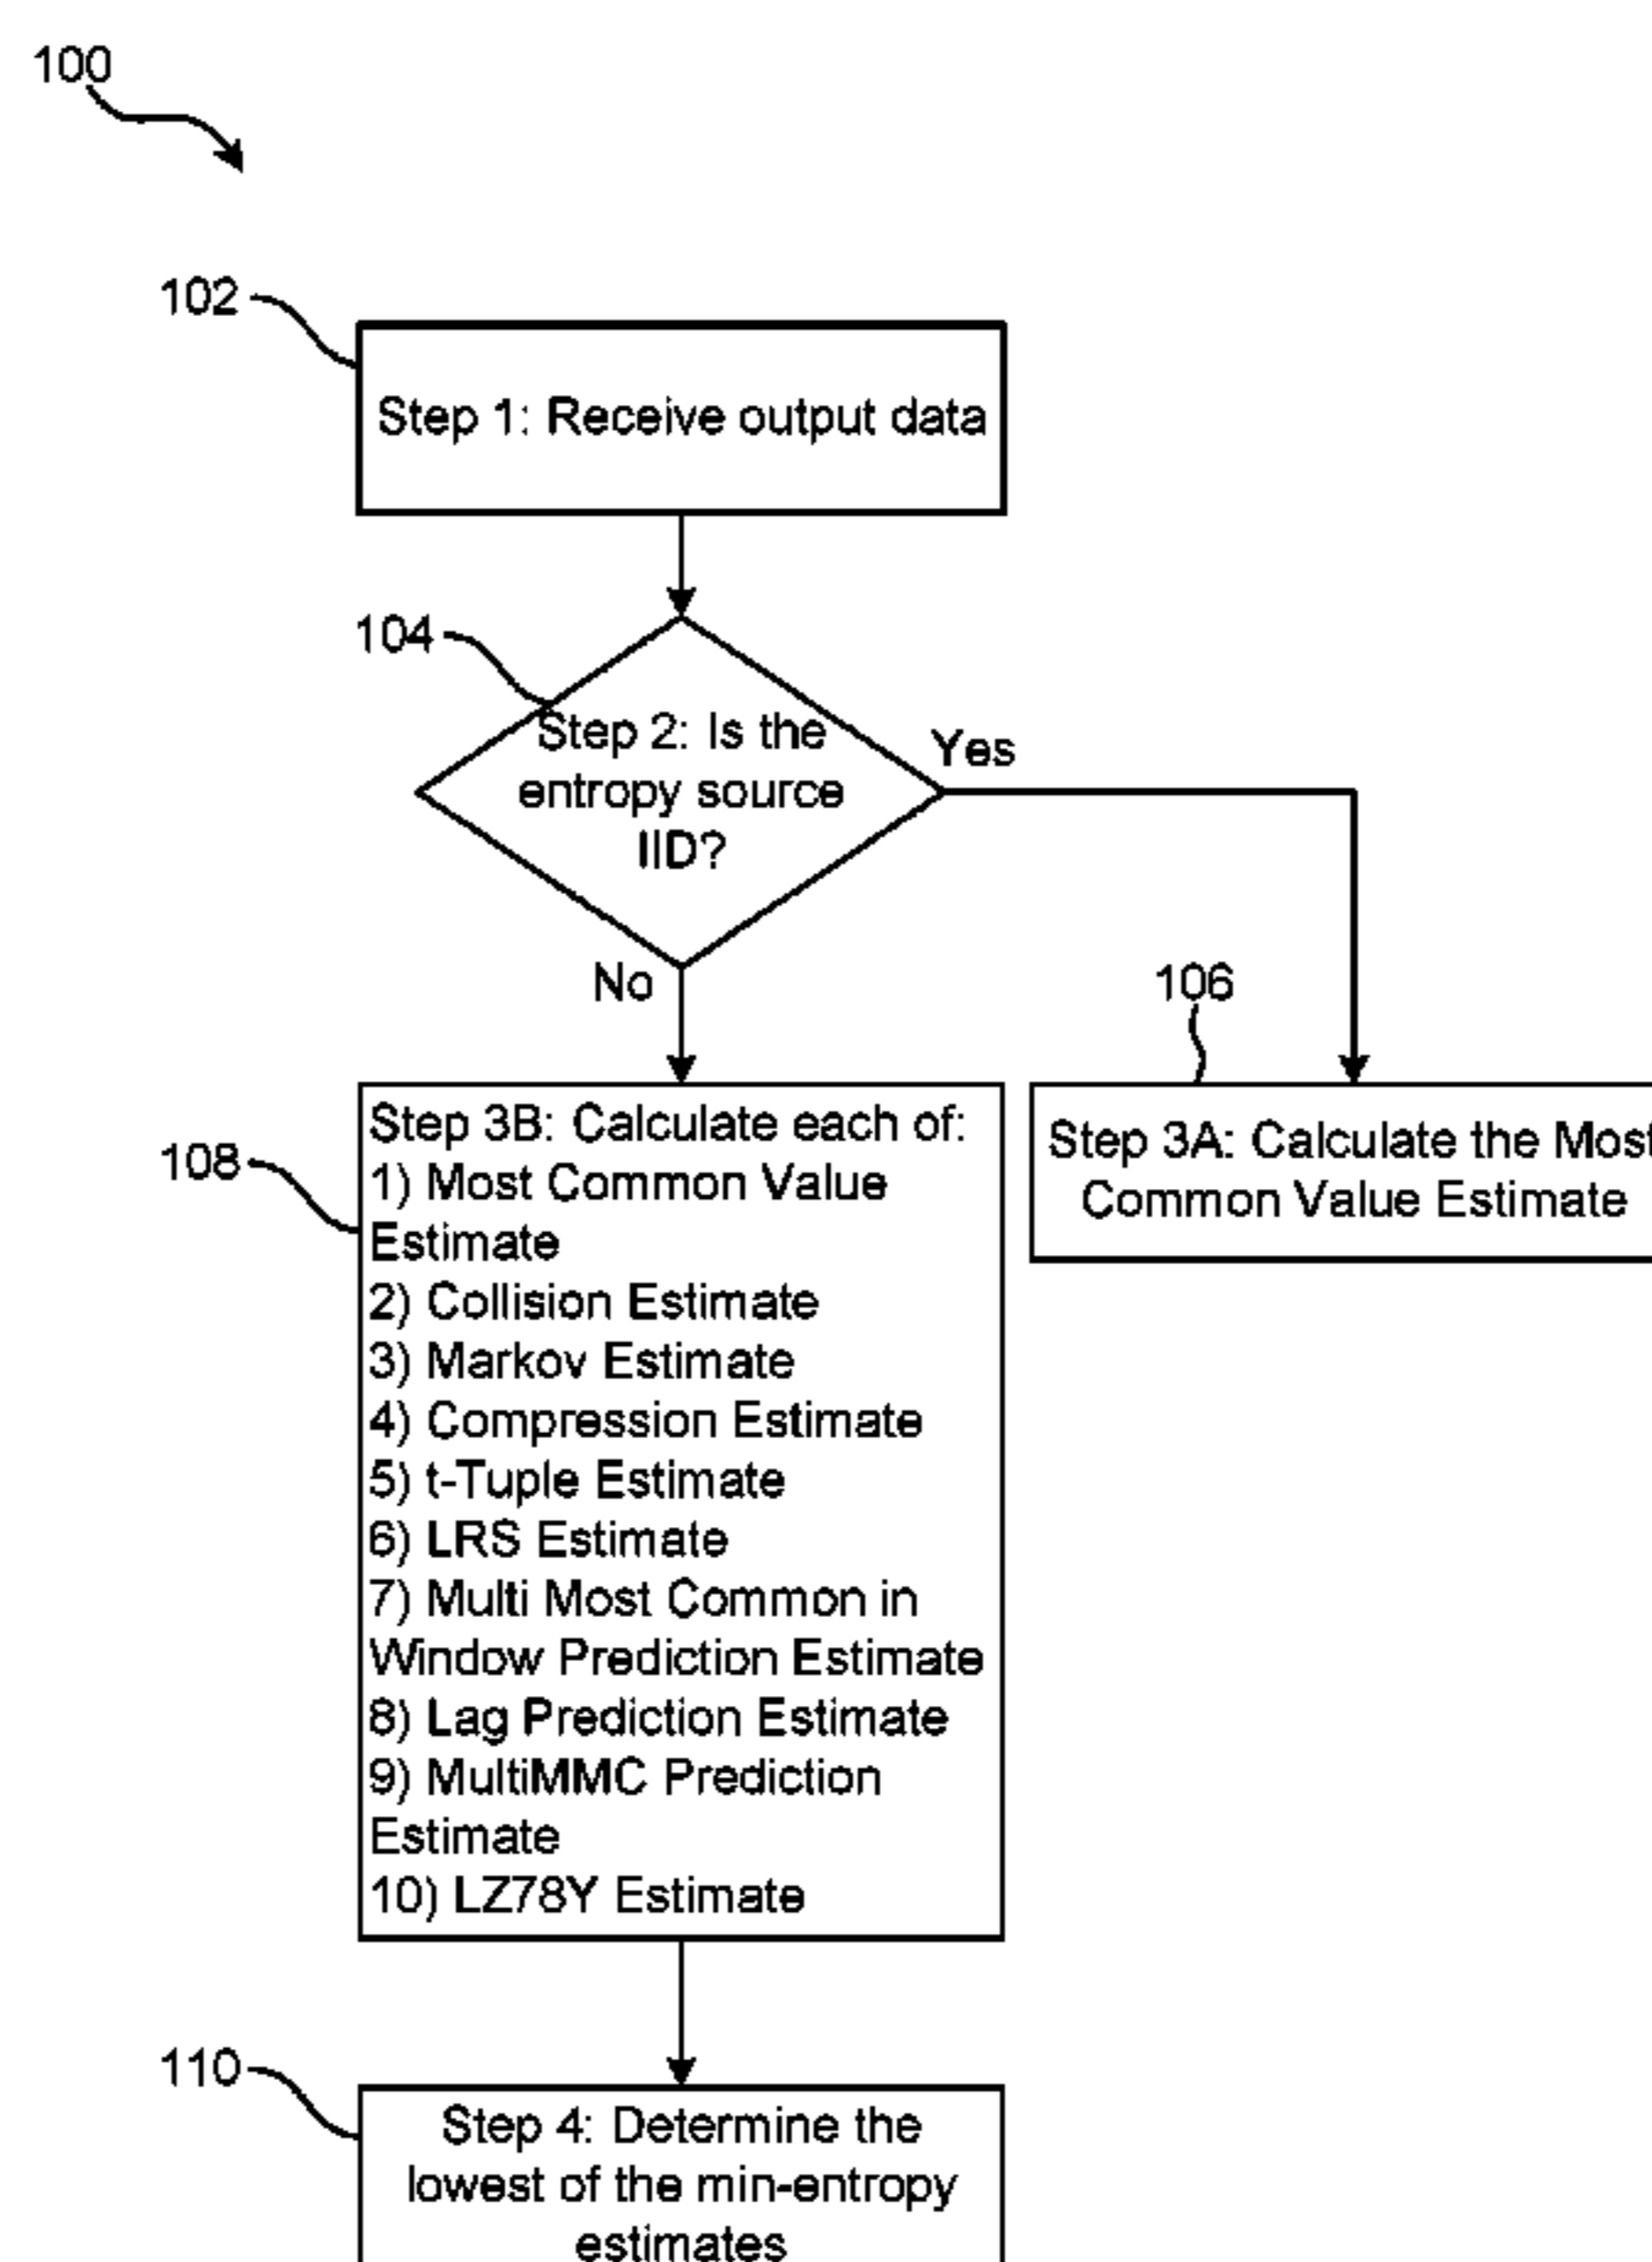 100
102
Step 1: Receive output data
104
Step 2: Is the
entropy source
IID?
Yes
No
106
Step 3A: Calculate the Most
Common Value Estimate
108
Step 3B: Calculate each of:
1) Most Common Value
Estimate
2) Collision Estimate
3) Markov Estimate
4) Compression Estimate
5) t-Tuple Estimate
6) LRS Estimate
7) Multi Most Common in
Window Prediction Estimate
8) Lag Prediction Estimate
9) MultiMMC Prediction
Estimate
10) LZ78Y Estimate
110
Step 4: Determine the
lowest of the min-entropy
estimates